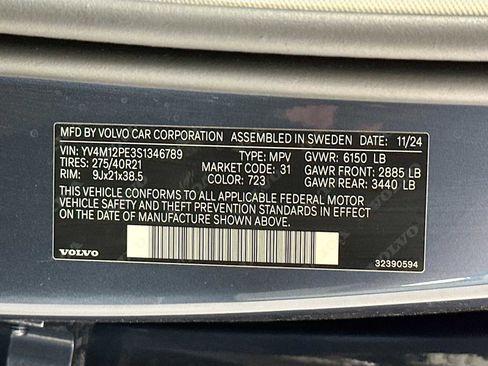 MFD. BY VOLVO CAR CORPORATION ASSEMBLED IN SWEDEN DATE: 11/24
VIN: YV4M12PE3S1346789 TYPE: MPV GVWR: 6150 LB
TIRES: 275/40R21 MARKET CODE: 31 GAWR FRONT: 2885 LB
RIM: 9Jx21x38.5 COLOR: 723 GAWR REAR: 3440 LB
THIS VEHICLE CONFORMS TO ALL APPLICABLE FEDERAL MOTOR
VEHICLE SAFETY AND THEFT PREVENTION STANDARDS IN EFFECT
ON THE DATE OF MANUFACTURE SHOWN ABOVE.
VOLVO 32390594